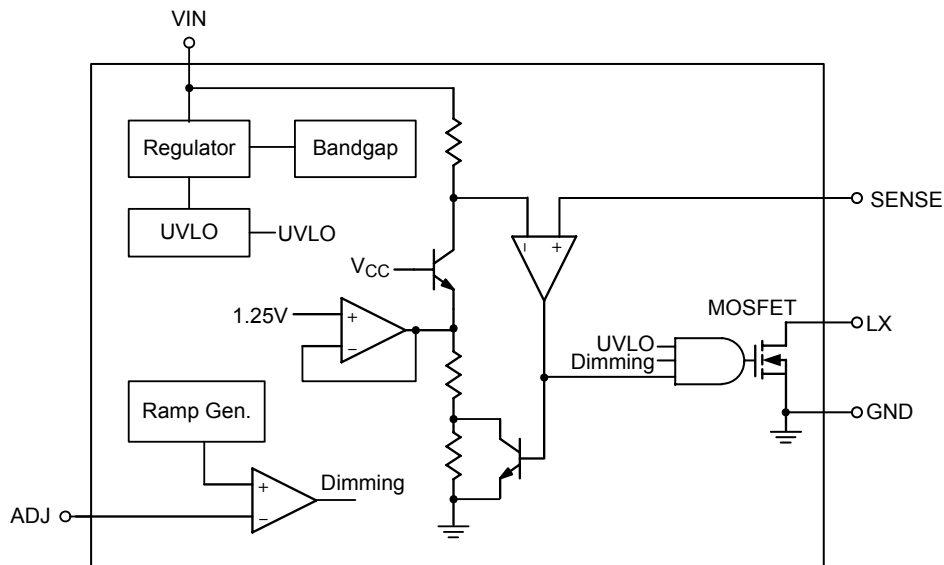 VIN
Regulator
Bandgap
UVLO
UVLO
SENSE
VCC
1.25V
MOSFET
LX
UVLO
Dimming
GND
Ramp Gen.
Dimming
ADJ
+
−
+
−
+
−